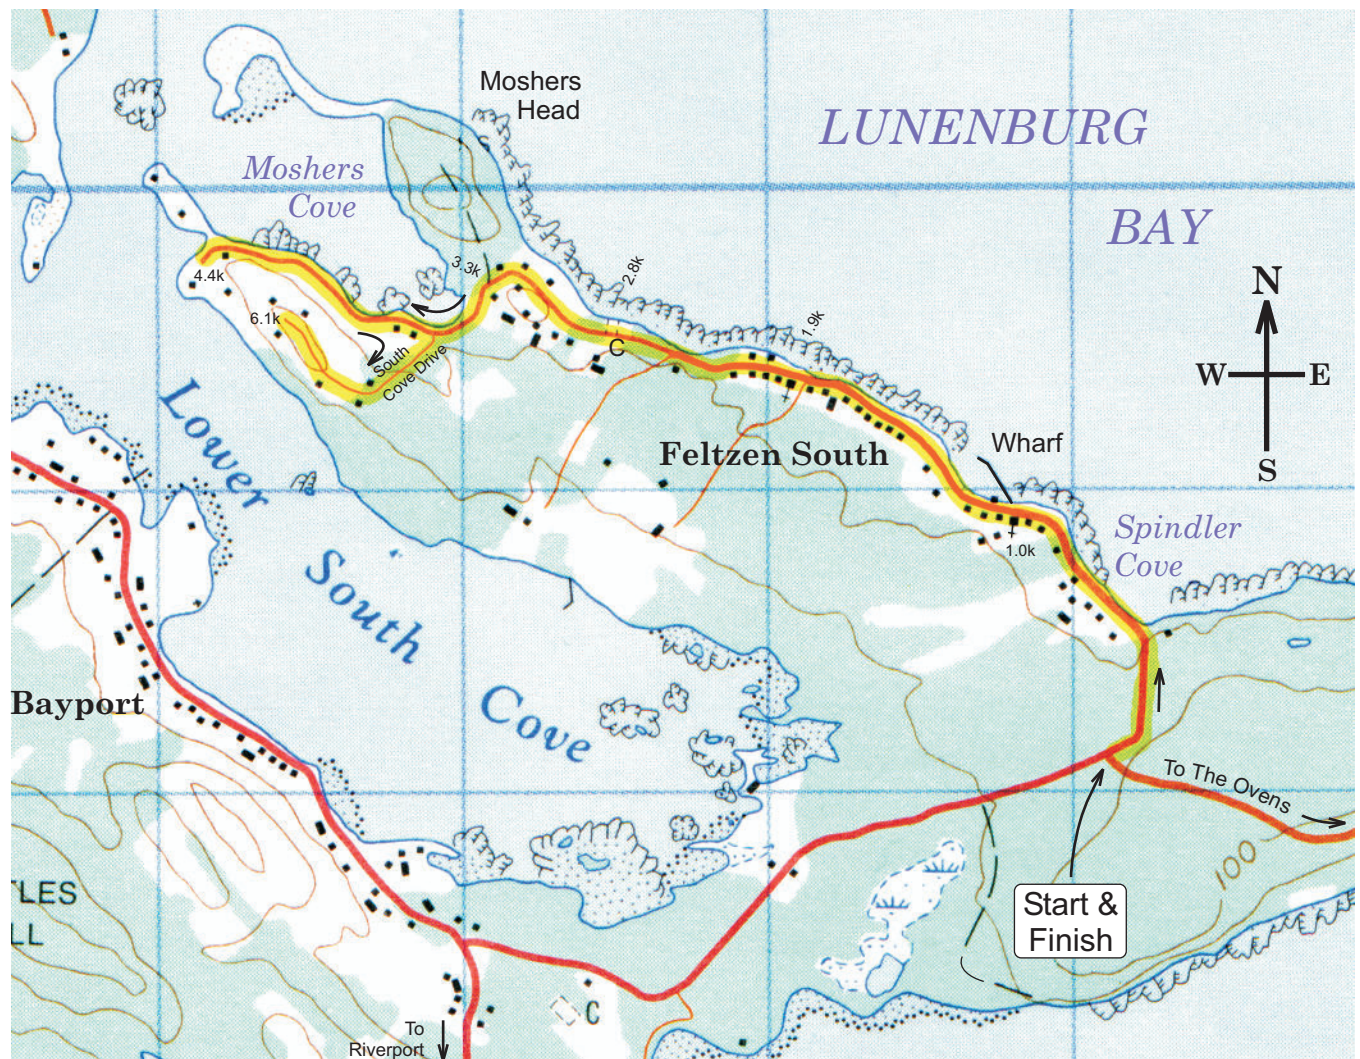 Moshers
Head
LUNENBURG
BAY
Moshers
Cove
N
W E
S
4.4k
3.3k
2.8k
1.9k
6.1k
South
Cove Drive
C
Lower
South
Cove
Feltzen South
Wharf
1.0k
Spindler
Cove
Bayport
To The Ovens
100
TLES
LL
Start &
Finish
C
To
Riverport